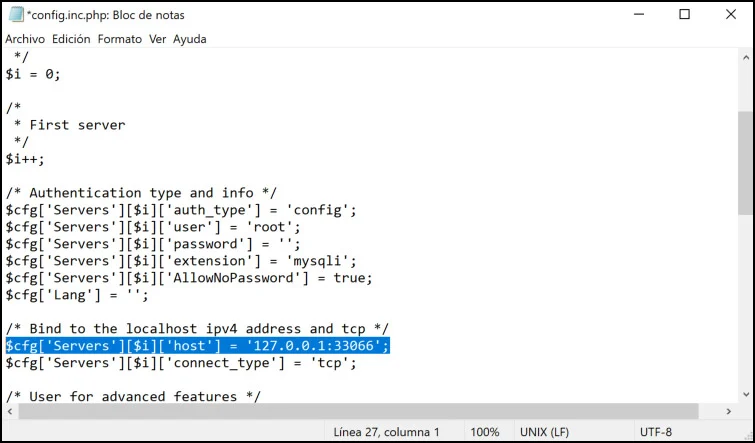 *config.inc.php: Bloc de notas
Archivo Edición Formato Ver Ayuda
*/
$i = 0;
/*
* First server
*/
$i++;
/* Authentication type and info */
$cfg['Servers'][$i]['auth_type'] = 'config';
$cfg['Servers'][$i]['user'] = 'root';
$cfg['Servers'][$i]['password'] = '';
$cfg['Servers'][$i]['extension'] = 'mysqli';
$cfg['Servers'][$i]['AllowNoPassword'] = true;
$cfg['Lang'] = '';
/* Bind to the localhost ipv4 address and tcp */
$cfg['Servers'][$i]['host'] = '127.0.0.1:33066';
$cfg['Servers'][$i]['connect_type'] = 'tcp';
/* User for advanced features */
Línea 27, columna 1 100% UNIX (LF) UTF-8